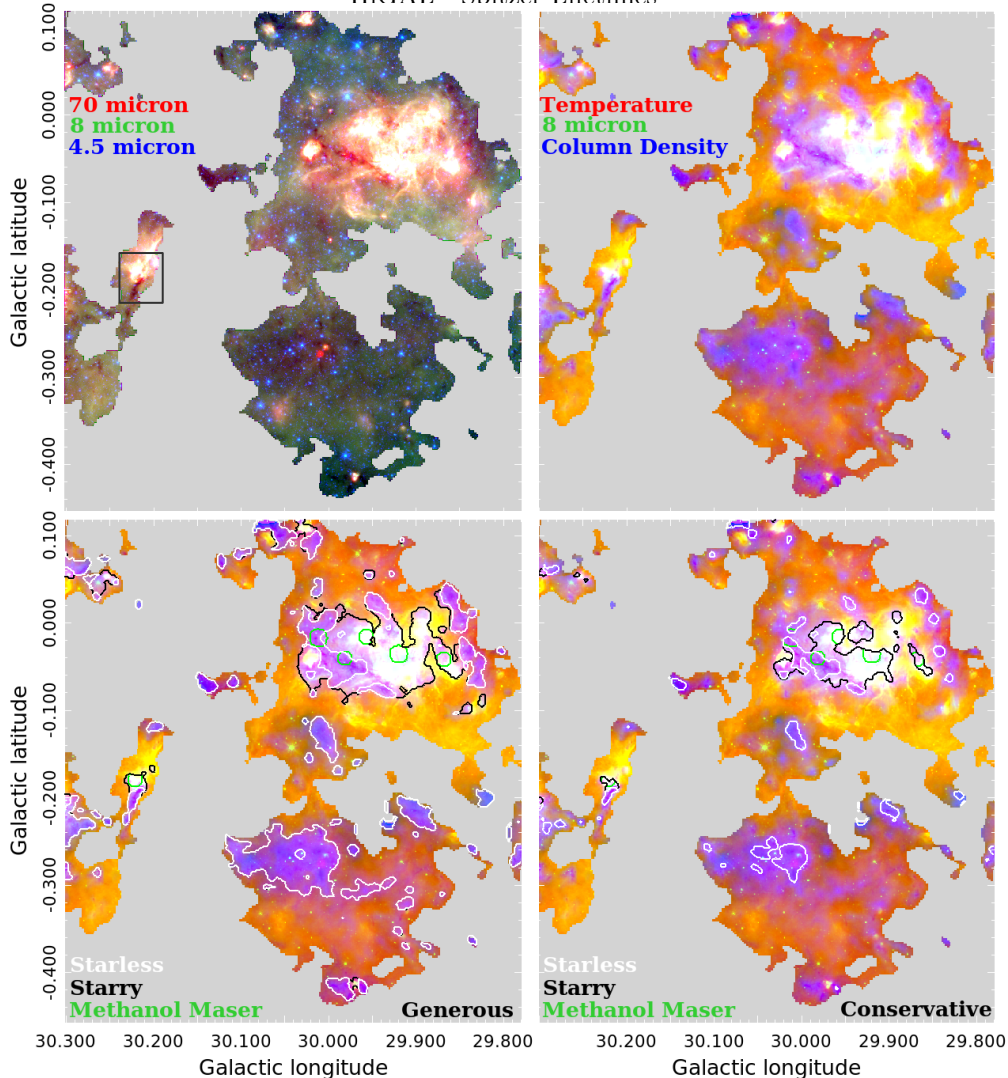 HIGAL - Spitzer Lifetimes
70 micron
8 micron
4.5 micron
Temperature
8 micron
Column Density
Galactic latitude
0.100
0.000
-0.100
-0.200
-0.300
-0.400
Starless
Starry
Methanol Maser
Generous
Starless
Starry
Methanol Maser
Conservative
Galactic latitude
0.100
0.000
-0.100
-0.200
-0.300
-0.400
30.300 30.200 30.100 30.000 29.900 29.800
30.200 30.100 30.000 29.900 29.800
Galactic longitude
Galactic longitude